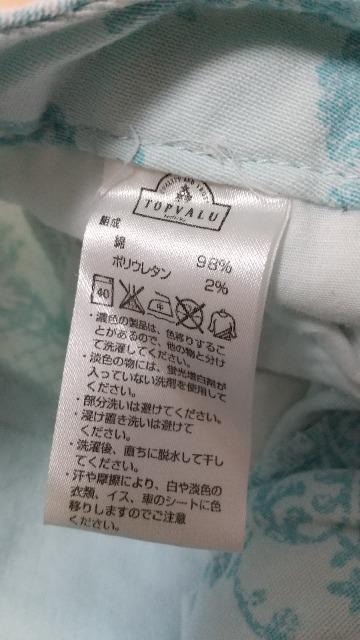 QUALITY AND TRUST
TOPVALU
組成
綿 98%
ポリウレタン 2%
40 中
・濃色の製品は、色移りするこ
とがあるので、他の物と分け
て洗濯してください。
・淡色の物には、蛍光増白剤が
入っていない洗剤を使用して
ください。
・部分洗いは避けてください。
・浸け置き洗いは避けて
ください。
・洗濯後、直ちに脱水して干し
てください。
・汗や摩擦により、白や淡色の
衣類、イス、車のシートに色
移りしますのでご注意
ください。